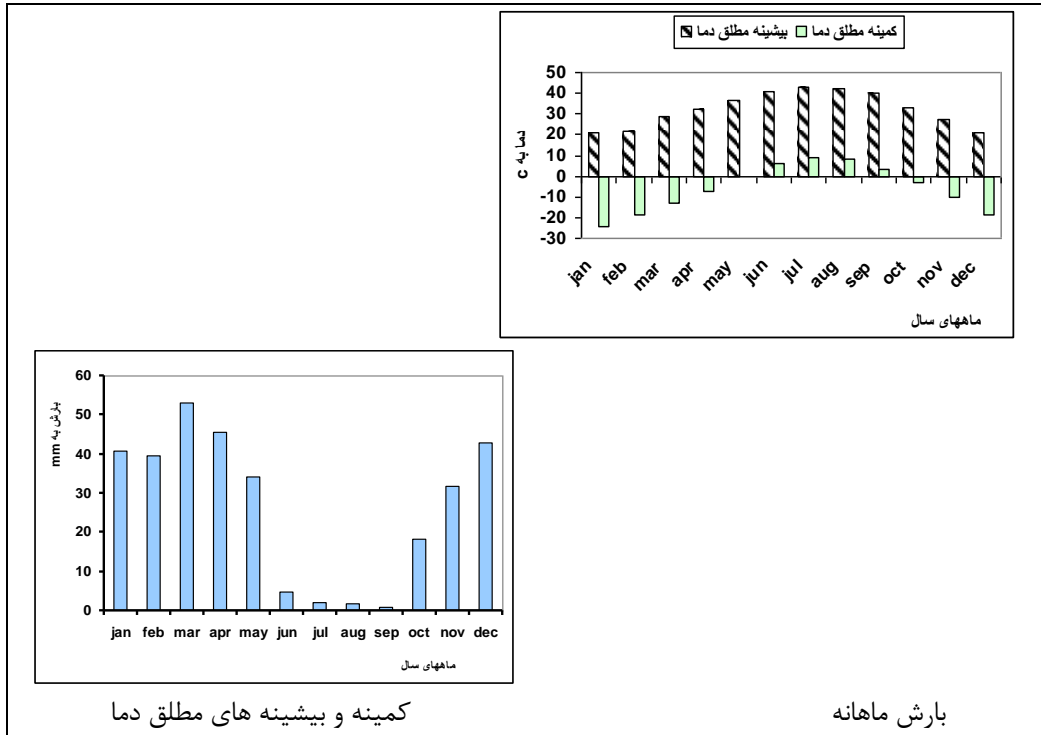 بیشینه مطلق دما کمینه مطلق دما
50
40
30
20
10
0
-10
-20
-30
دما به c
jan feb mar apr may jun jul aug sep oct nov dec
ماههای سال
60
50
40
30
20
10
0
بارش به mm
jan feb mar apr may jun jul aug sep oct nov dec
ماههای سال
بارش ماهانه کمینه و بیشینه های مطلق دما